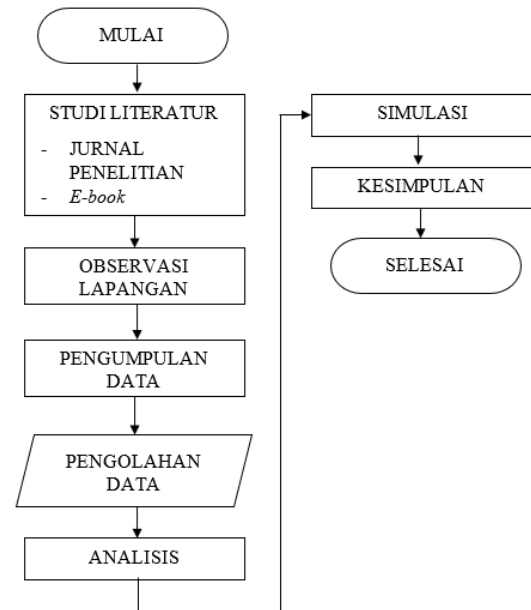 MULAI
STUDI LITERATUR
- JURNAL
PENELITIAN
- E-book
OBSERVASI
LAPANGAN
PENGUMPULAN
DATA
PENGOLAHAN
DATA
ANALISIS
SIMULASI
KESIMPULAN
SELESAI